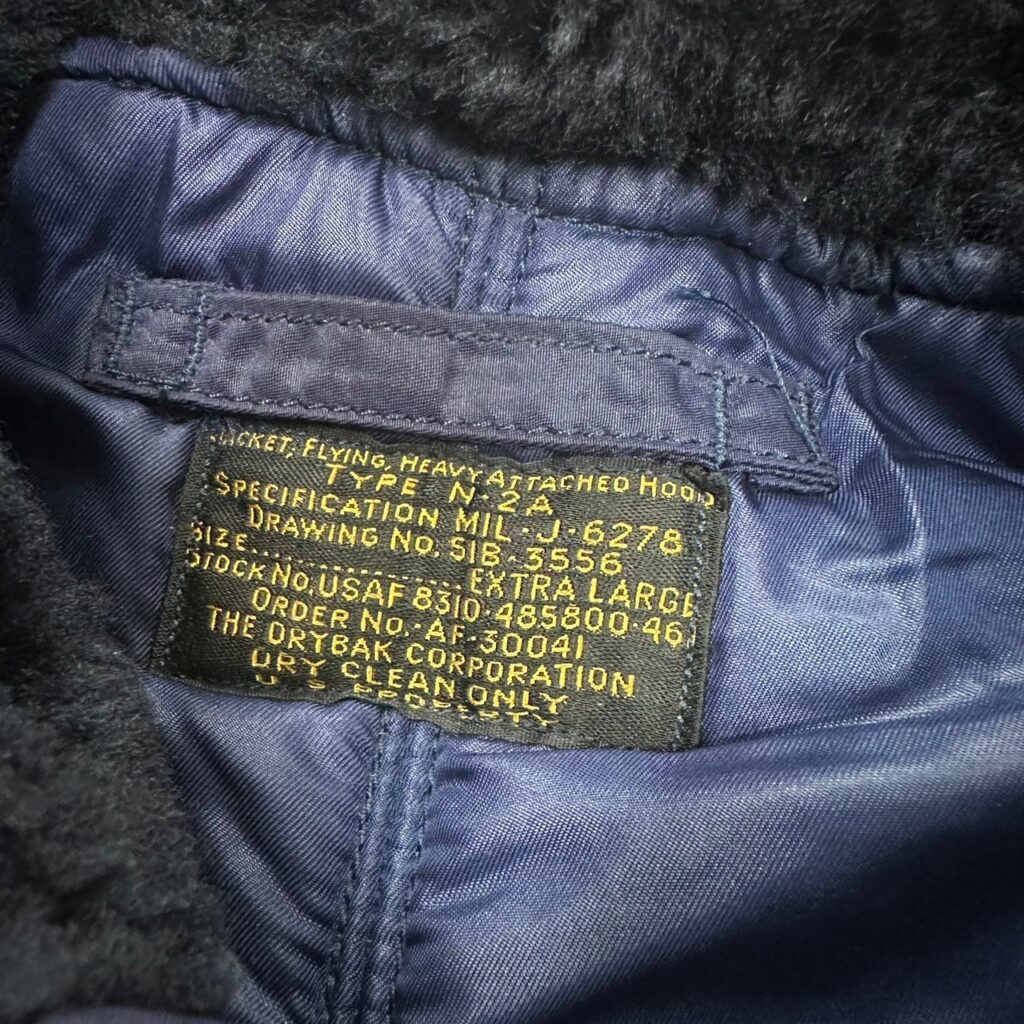 JACKET, FLYING, HEAVY ATTACHED HOOD
TYPE N-2A
SPECIFICATION MIL-J-6278
DRAWING NO. 51B-3556
SIZE.................... EXTRA LARGE
STOCK NO. USAF 8310-485800-46
ORDER NO.-AF-30041
THE DRYBAK CORPORATION
DRY CLEAN ONLY
U.S PROPERTY